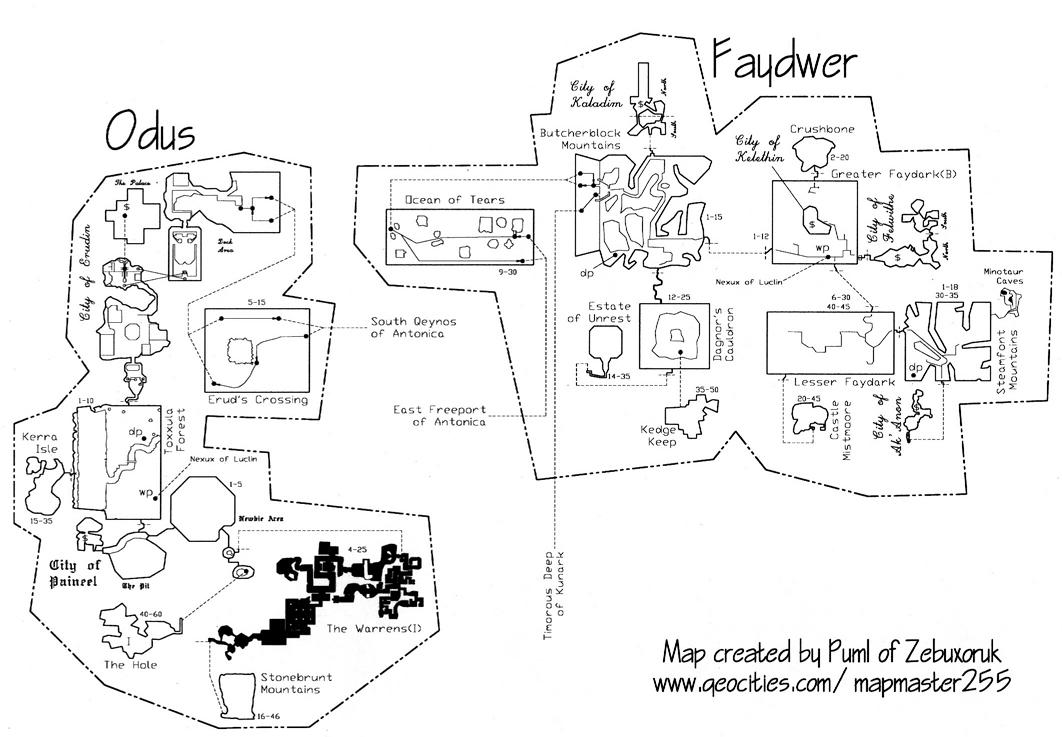 Odus
Faydwer
The Palace
$
Dock
Area
City of Erudin
5-15
South Qeynos
of Antonica
Erud's Crossing
1-10
Toxxula
Forest
dp
Kerra
Isle
Nexux of Luclin
wp
15-35
1-5
Newbie Area
$
City of
Paineel
The Pit
4-25
The Warrens(I)
40-60
I
The Hole
Stonebrunt
Mountains
16-46
City of
Kaladim
$
North
South
Butcherblock
Mountains
1-15
dp
Ocean of Tears
9-30
East Freeport
of Antonica
Timorous Deep
of Kunark
Estate
of Unrest
14-35
12-25
Dagnor's
Cauldron
35-50
Kedge
Keep
Crushbone
2-20
City of
Kelethin
Greater Faydark(B)
1-12
$
wp
Nexux of Luclin
City of
Felwithe
$
South
North
6-30
40-45
Lesser Faydark
20-45
Castle
Mistmoore
1-18
30-35
Minotaur
Caves
Steamfont
Mountains
dp
City of
Ak' Anon
Map created by Puml of Zebuxoruk
www.geocities.com/ mapmaster255